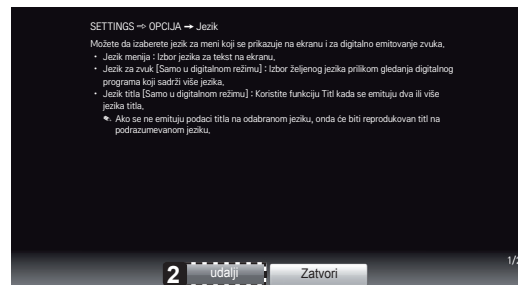 SETTINGS ⇨ OPCIJA ➙ Jezik
Možete da izaberete jezik za meni koji se prikazuje na ekranu i za digitalno emitovanje zvuka,
• Jezik menija : Izbor jezika za tekst na ekranu,
• Jezik za zvuk [Samo u digitalnom režimu] : Izbor željenog jezika prilikom gledanja digitalnog
programa koji sadrži više jezika,
• Jezik titla [Samo u digitalnom režimu] : Koristite funkciju Titl kada se emituju dva ili više
jezika titla,
Ako se ne emituju podaci titla na odabranom jeziku, onda će biti reprodukovan titl na
podrazumevanom jeziku,
1/2
2 udalji Zatvori